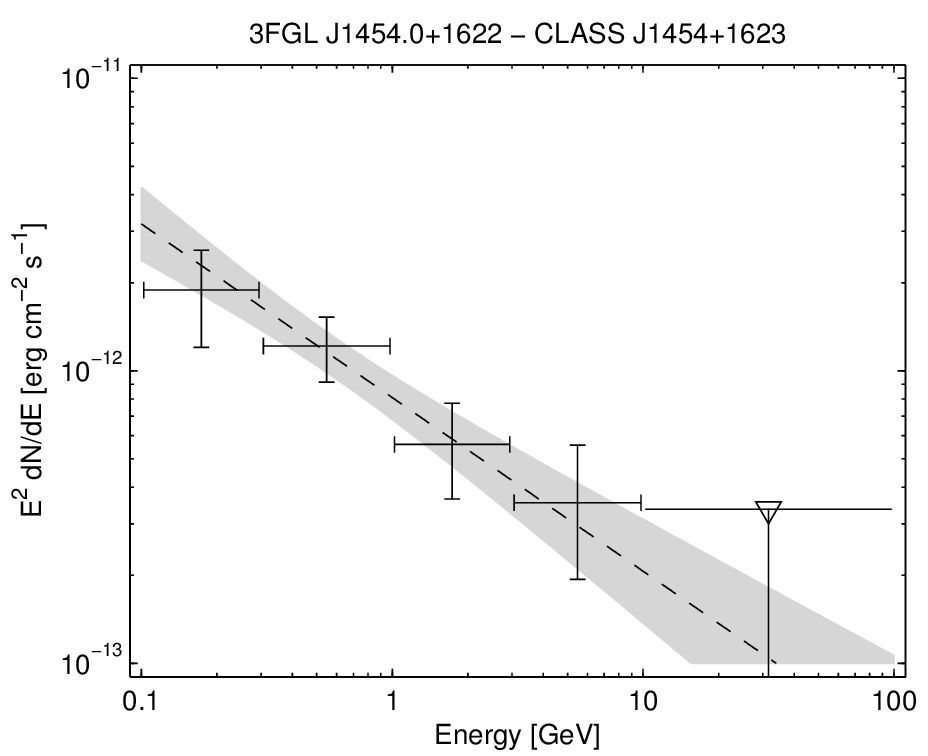 3FGL J1454.0+1622 − CLASS J1454+1623
10⁻¹¹
10⁻¹²
10⁻¹³
E² dN/dE [erg cm⁻² s⁻¹]
0.1 1 10 100
Energy [GeV]